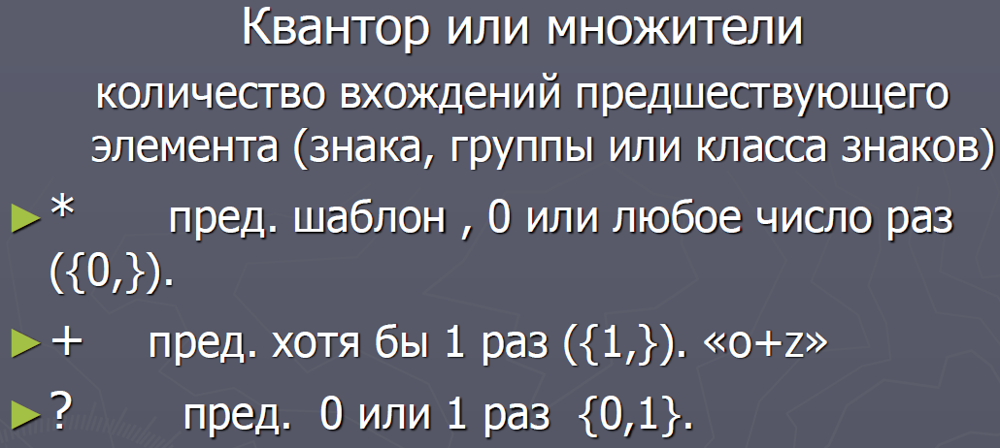 Квантор или множители
количество вхождений предшествующего
элемента (знака, группы или класса знаков)
► * пред. шаблон , 0 или любое число раз
({0,}).
► + пред. хотя бы 1 раз ({1,}). «o+z»
► ? пред. 0 или 1 раз {0,1}.